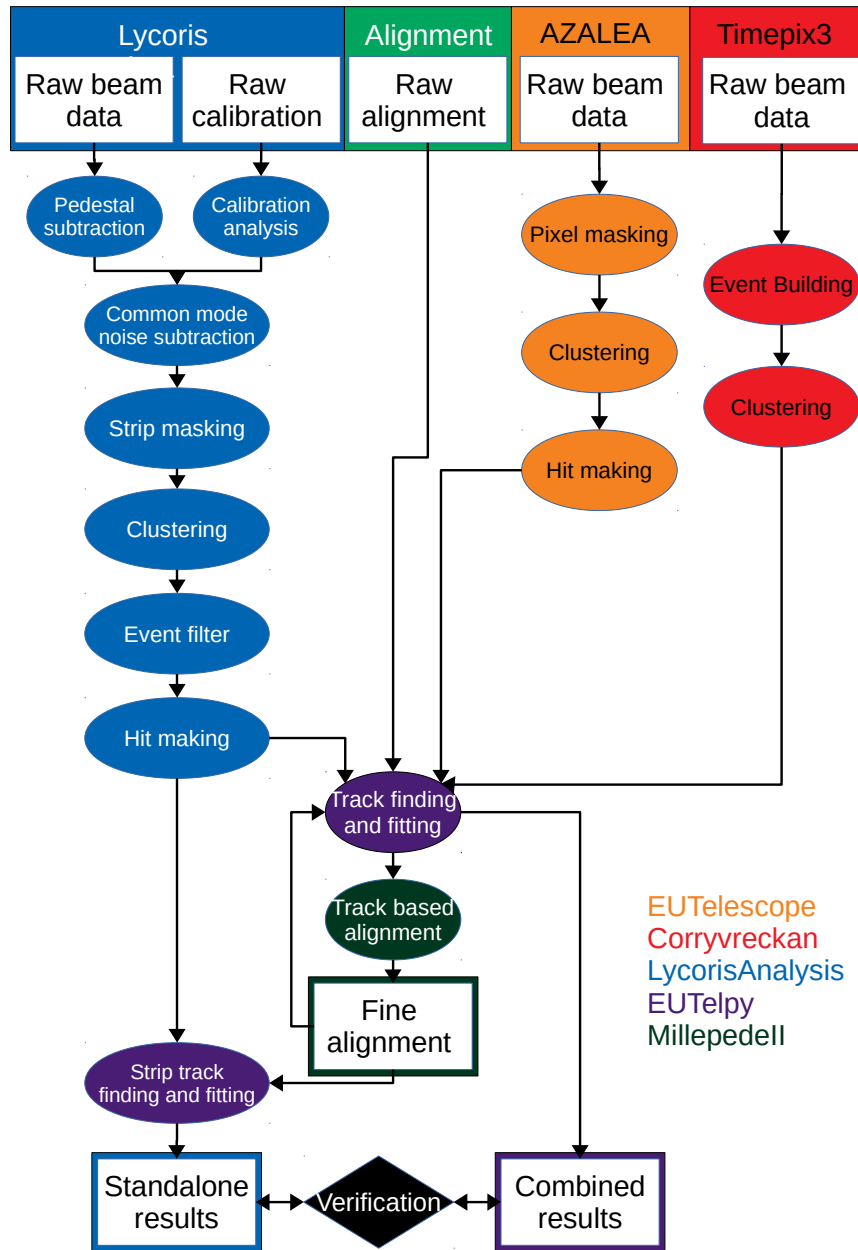 Lycoris
Alignment
AZALEA
Timepix3
Raw beam
data
Raw
calibration
Raw
alignment
Raw beam
data
Raw beam
data
Pedestal
subtraction
Calibration
analysis
Pixel masking
Event Building
Common mode
noise subtraction
Clustering
Clustering
Strip masking
Hit making
Clustering
Event filter
Hit making
Track finding
and fitting
Track based
alignment
EUTelescope
Corryvreckan
LycorisAnalysis
EUTelpy
MillepedeII
Fine
alignment
Strip track
finding and fitting
Standalone
results
Verification
Combined
results